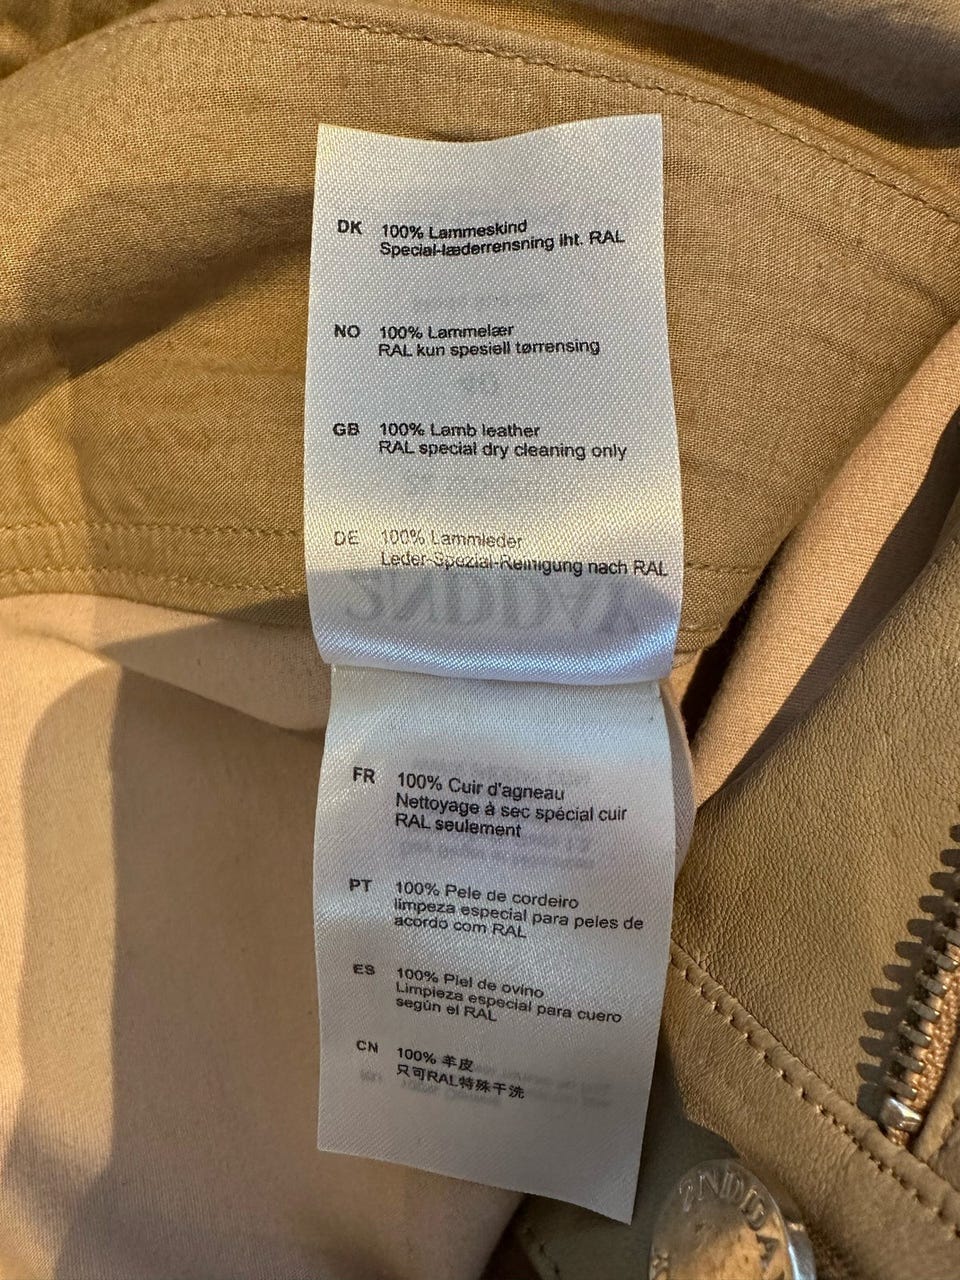 DK 100% Lammeskind
Special-læderrensning iht. RAL
NO 100% Lammelær
RAL kun spesiell tørrensing
GB 100% Lamb leather
RAL special dry cleaning only
DE 100% Lammleder
Leder-Spezial-Reinigung nach RAL
FR 100% Cuir d'agneau
Nettoyage à sec spécial cuir
RAL seulement
PT 100% Pele de cordeiro
limpeza especial para peles de
acordo com RAL
ES 100% Piel de ovino
Limpieza especial para cuero
según el RAL
CN 100% 羊皮
只可RAL特殊干洗
2NDDAY